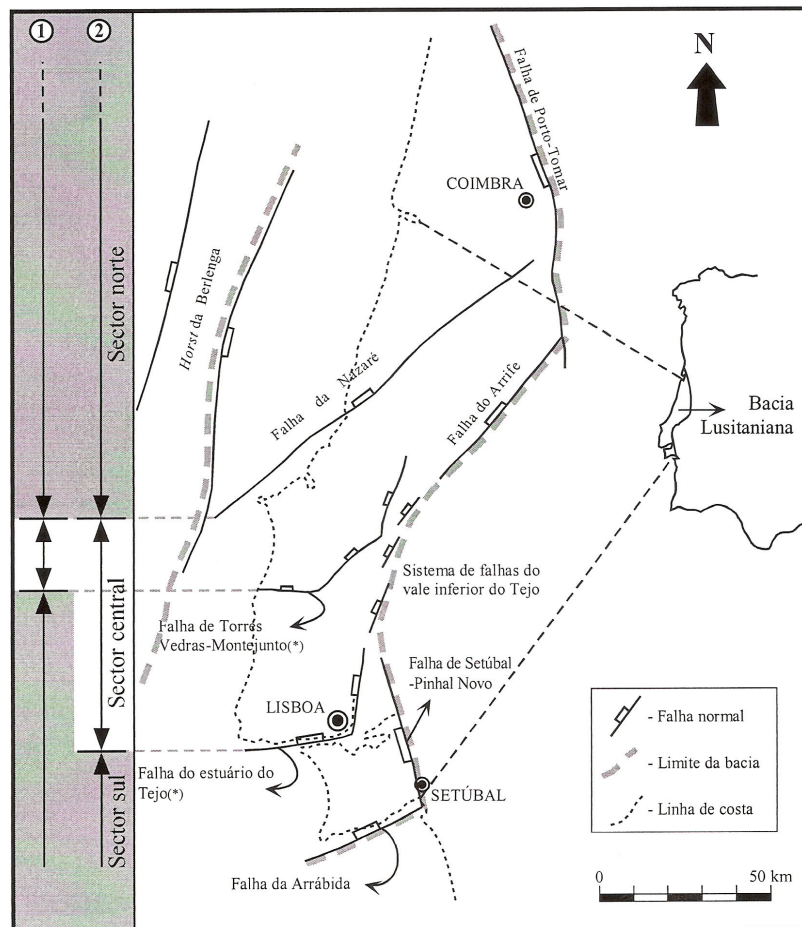 1
2
N
Falha de Porto-Tomar
COIMBRA
Sector norte
Horst da Berlenga
Falha da Nazaré
Falha do Arrife
Bacia
Lusitaniana
Sistema de falhas do
vale inferior do Tejo
Sector central
Falha de Torres
Vedras-Montejunto(*)
Falha de Setúbal
-Pinhal Novo
LISBOA
- Falha normal
- Limite da bacia
- Linha de costa
Falha do estuário do
Tejo(*)
SETÚBAL
Sector sul
Falha da Arrábida
0
50 km